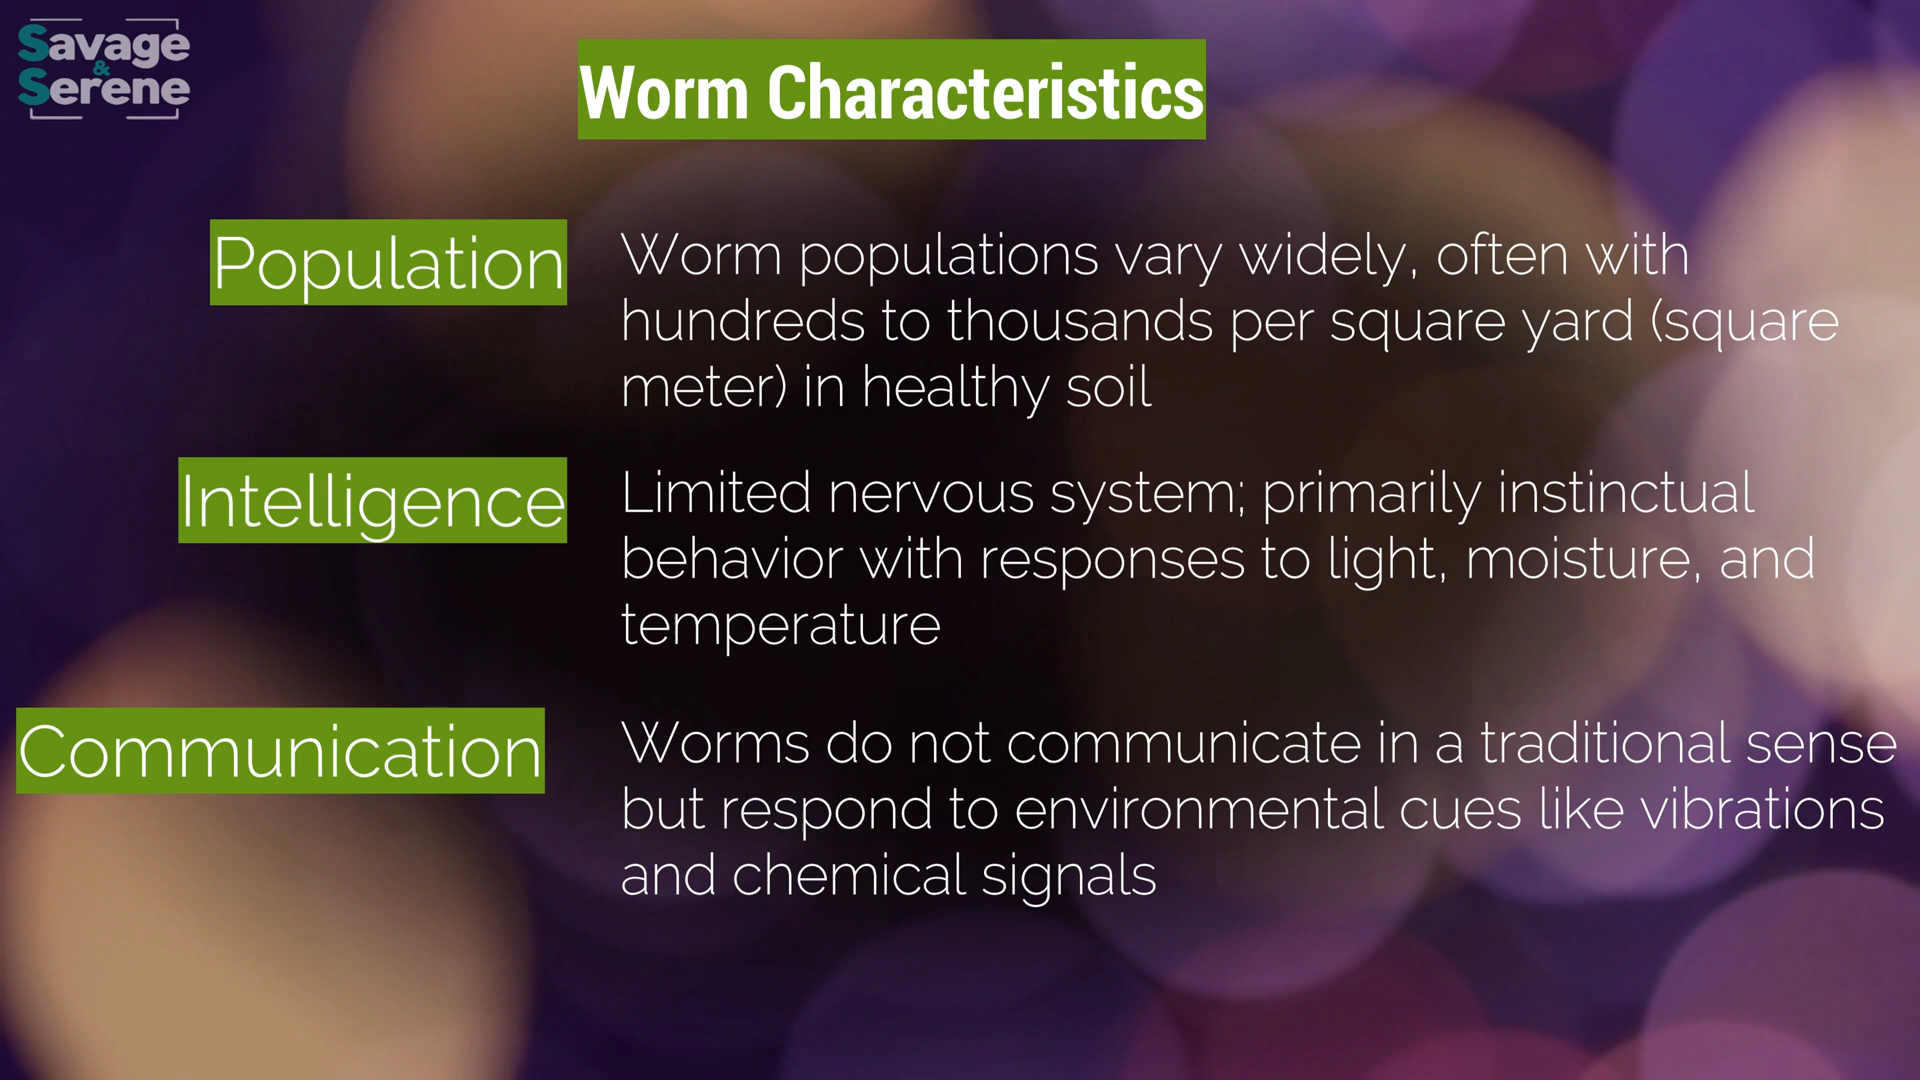 Savage
&
Serene
Worm Characteristics
Population
Worm populations vary widely, often with
hundreds to thousands per square yard (square
meter) in healthy soil
Intelligence
Limited nervous system; primarily instinctual
behavior with responses to light, moisture, and
temperature
Communication
Worms do not communicate in a traditional sense
but respond to environmental cues like vibrations
and chemical signals